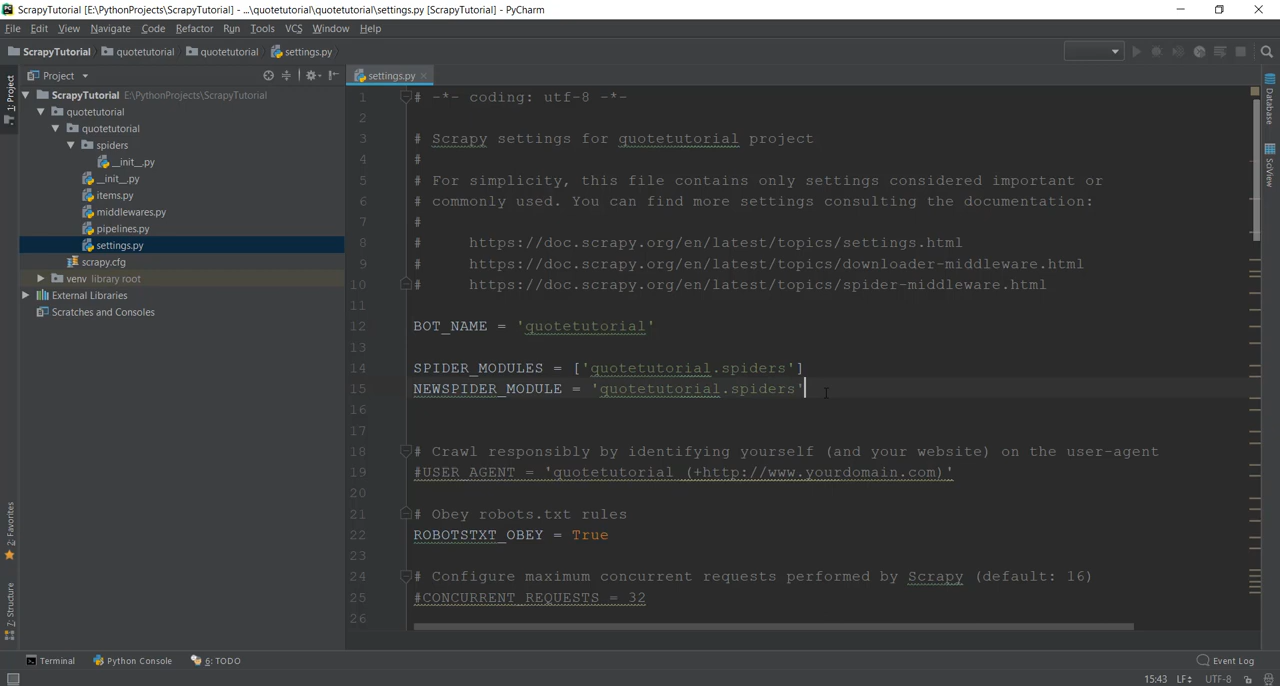 ScrapyTutorial [E:\PythonProjects\ScrapyTutorial] - ...\quotetutorial\quotetutorial\settings.py [ScrapyTutorial] - PyCharm
File Edit View Navigate Code Refactor Run Tools VCS Window Help
ScrapyTutorial quotetutorial quotetutorial settings.py
1: Project
Project
ScrapyTutorial E:\PythonProjects\ScrapyTutorial
quotetutorial
quotetutorial
spiders
__init__.py
__init__.py
items.py
middlewares.py
pipelines.py
settings.py
scrapy.cfg
venv library root
External Libraries
Scratches and Consoles
2: Favorites
7: Structure
settings.py
1 # -*- coding: utf-8 -*-
2
3 # Scrapy settings for quotetutorial project
4 #
5 # For simplicity, this file contains only settings considered important or
6 # commonly used. You can find more settings consulting the documentation:
7 #
8 #     https://doc.scrapy.org/en/latest/topics/settings.html
9 #     https://doc.scrapy.org/en/latest/topics/downloader-middleware.html
10 #     https://doc.scrapy.org/en/latest/topics/spider-middleware.html
11
12 BOT_NAME = 'quotetutorial'
13
14 SPIDER_MODULES = ['quotetutorial.spiders']
15 NEWSPIDER_MODULE = 'quotetutorial.spiders'
16
17
18 # Crawl responsibly by identifying yourself (and your website) on the user-agent
19 #USER_AGENT = 'quotetutorial (+http://www.yourdomain.com)'
20
21 # Obey robots.txt rules
22 ROBOTSTXT_OBEY = True
23
24 # Configure maximum concurrent requests performed by Scrapy (default: 16)
25 #CONCURRENT_REQUESTS = 32
26
Database
SciView
Terminal Python Console 6: TODO Event Log
15:43 LF UTF-8